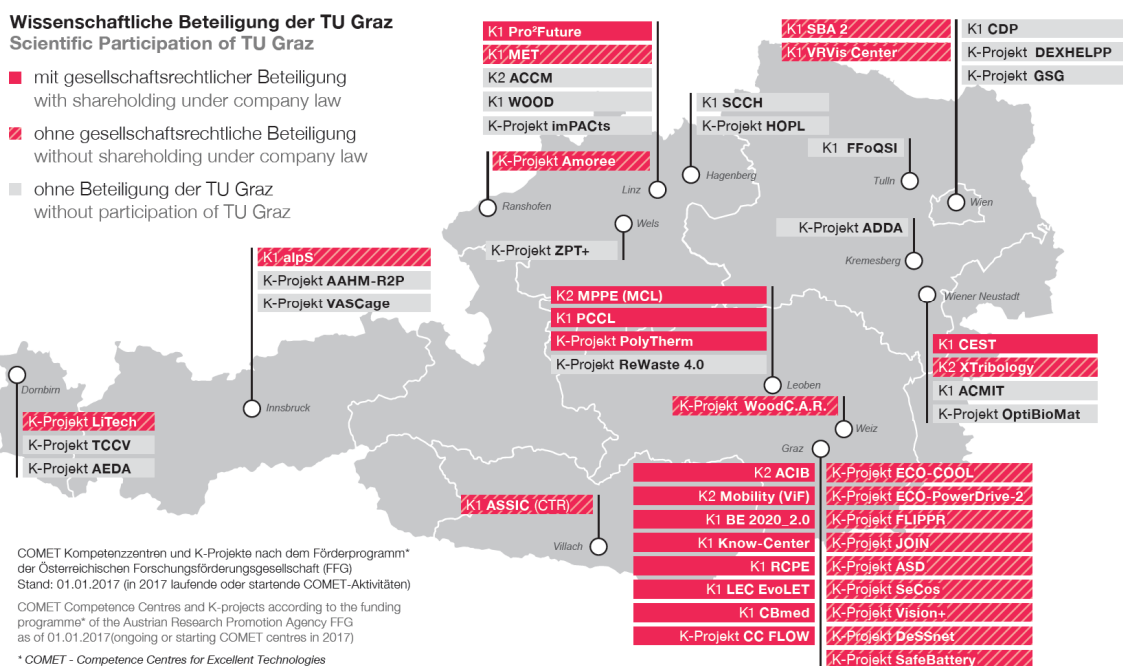 Wissenschaftliche Beteiligung der TU Graz
Scientific Participation of TU Graz
mit gesellschaftsrechtlicher Beteiligung
with shareholding under company law
ohne gesellschaftsrechtliche Beteiligung
without shareholding under company law
ohne Beteiligung der TU Graz
without participation of TU Graz
K1 Pro²Future
K1 MET
K2 ACCM
K1 WOOD
K-Projekt imPACts
Linz
K1 SBA 2
K1 VRVis Center
K1 CDP
K-Projekt DEXHELPP
K-Projekt GSG
Wien
K1 SCCH
K-Projekt HOPL
Hagenberg
K1 FFoQSI
Tulln
K-Projekt Amoree
Ranshofen
Wels
K-Projekt ZPT+
K-Projekt ADDA
Kremesberg
K1 alpS
K-Projekt AAHM-R2P
K-Projekt VASCage
Innsbruck
K2 MPPE (MCL)
K1 PCCL
K-Projekt PolyTherm
K-Projekt ReWaste 4.0
Leoben
Wiener Neustadt
K1 CEST
K2 XTribology
K1 ACMIT
K-Projekt OptiBioMat
Dornbirn
K-Projekt LiTech
K-Projekt TCCV
K-Projekt AEDA
K-Projekt WoodC.A.R.
Weiz
Graz
K2 ACIB
K2 Mobility (ViF)
K1 BE 2020_2.0
K1 Know-Center
K1 RCPE
K1 LEC EvoLET
K1 CBmed
K-Projekt CC FLOW
K-Projekt ECO-COOL
K-Projekt ECO-PowerDrive-2
K-Projekt FLIPPR
K-Projekt JOIN
K-Projekt ASD
K-Projekt SeCos
K-Projekt Vision+
K-Projekt DeSSnet
K-Projekt SafeBattery
K1 ASSIC (CTR)
Villach
COMET Kompetenzzentren und K-Projekte nach dem Förderprogramm*
der Österreichischen Forschungsförderungsgesellschaft (FFG)
Stand: 01.01.2017 (in 2017 laufende oder startende COMET-Aktivitäten)
COMET Competence Centres and K-projects according to the funding
programme* of the Austrian Research Promotion Agency FFG
as of 01.01.2017(ongoing or starting COMET centres in 2017)
* COMET - Competence Centres for Excellent Technologies